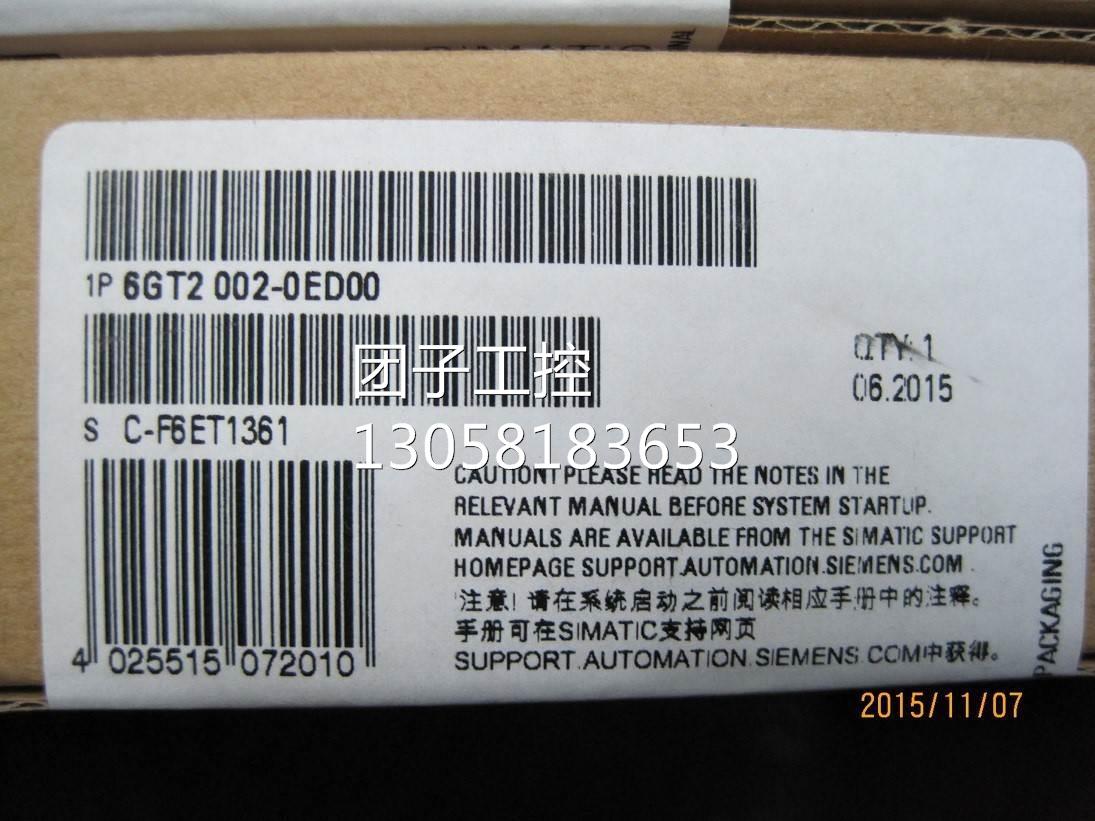 1P 6GT2 002-0ED00
团子工控
QTY: 1
06.2015
S C-F6ET1361
13058183653
CAUTION! PLEASE READ THE NOTES IN THE
RELEVANT MANUAL BEFORE SYSTEM STARTUP.
MANUALS ARE AVAILABLE FROM THE SIMATIC SUPPORT
HOMEPAGE SUPPORT.AUTOMATION.SIEMENS.COM
注意! 请在系统启动之前阅读相应手册中的注释。
手册可在SIMATIC支持网页
SUPPORT.AUTOMATION.SIEMENS.COM中获得。
4 025515 072010
PACKAGING
2015/11/07